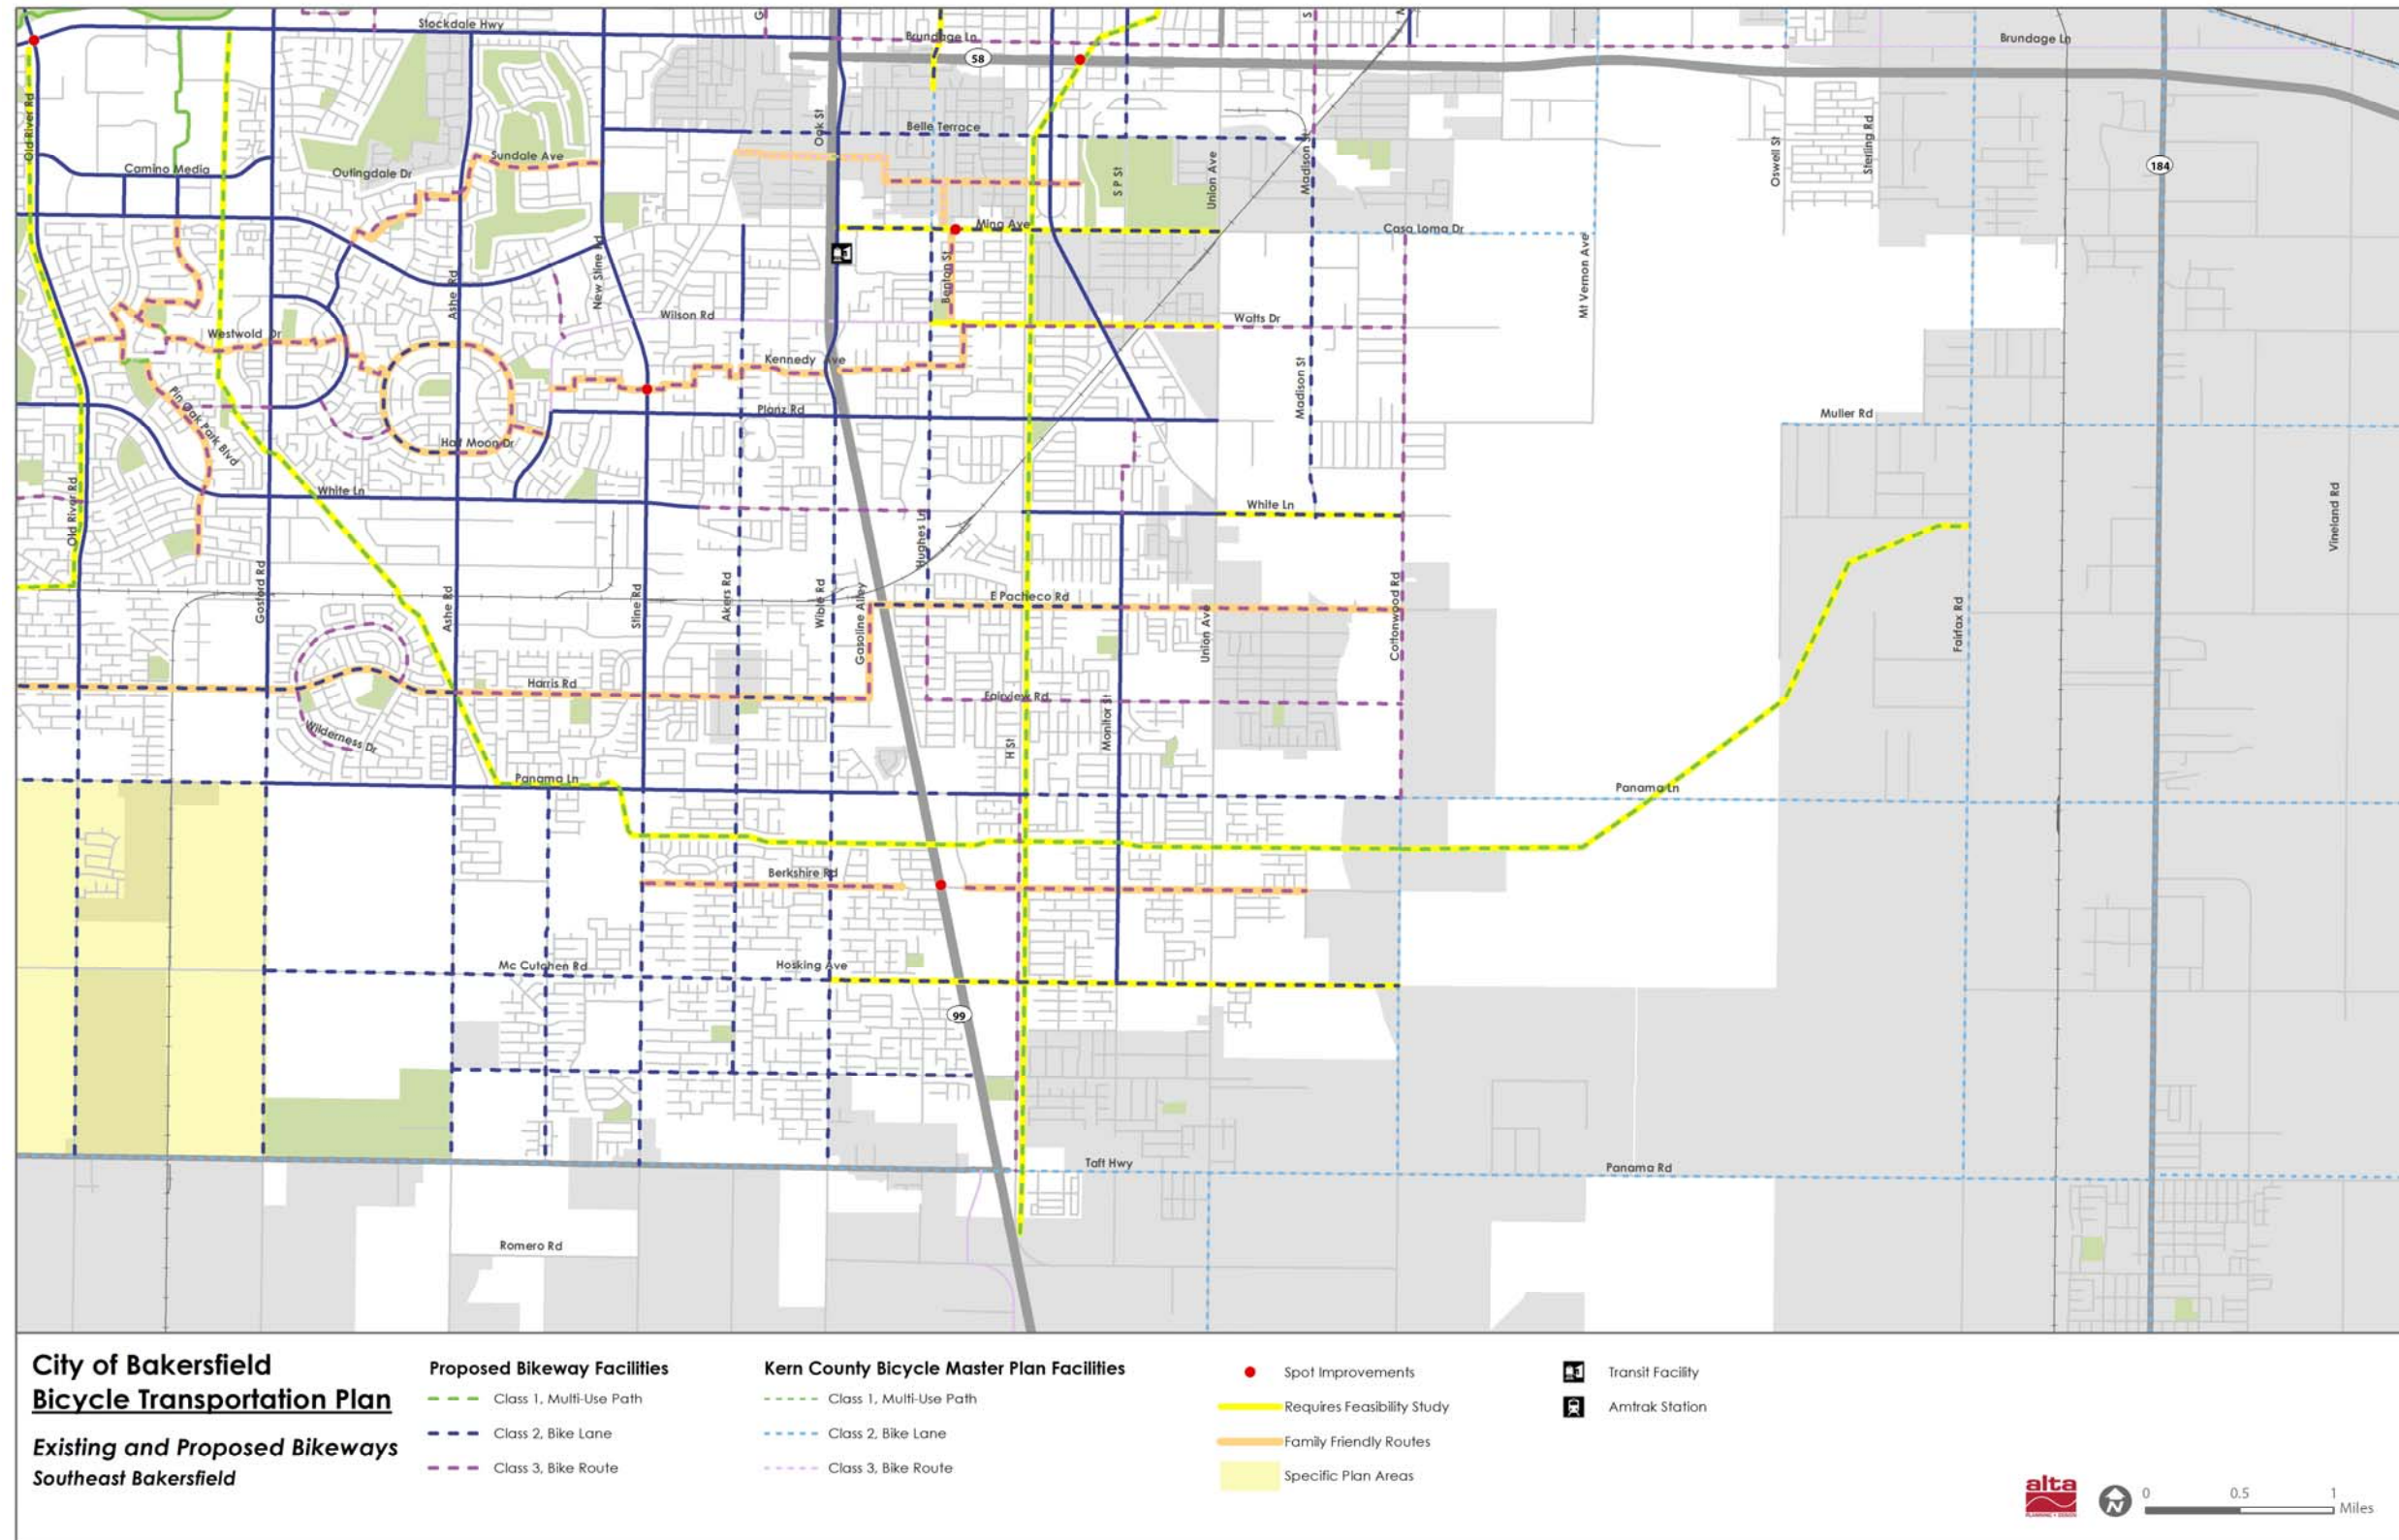 G
S
Stockdale Hwy
Brundage Ln
Brundage Ln
58
Old River Rd
Oak St
Belle Terrace
Camino Media
Outingdale Dr
Sundale Ave
S P St
Union Ave
Madison St
Oswell St
Sterling Rd
184
Ming Ave
Casa Loma Dr
Ashe Rd
New Stine Rd
Benton St
Mt Vernon Ave
Wilson Rd
Watts Dr
Westwold Dr
Kennedy Ave
Pin Oak Park Blvd
Planz Rd
Madison St
Muller Rd
Half Moon Dr
White Ln
White Ln
Old River Rd
Hughes Ln
Vineland Rd
Gosford Rd
Ashe Rd
Stine Rd
Akers Rd
Wible Rd
Gasoline Alley
E Pacheco Rd
Union Ave
Cottonwood Rd
Fairfax Rd
Harris Rd
Fairview Rd
Wilderness Dr
H St
Monitor St
Panama Ln
Panama Ln
Berkshire Rd
Mc Cutchen Rd
Hosking Ave
99
Taft Hwy
Panama Rd
Romero Rd
City of Bakersfield
Bicycle Transportation Plan
Existing and Proposed Bikeways
Southeast Bakersfield
Proposed Bikeway Facilities
Class 1, Multi-Use Path
Class 2, Bike Lane
Class 3, Bike Route
Kern County Bicycle Master Plan Facilities
Class 1, Multi-Use Path
Class 2, Bike Lane
Class 3, Bike Route
Spot Improvements
Requires Feasibility Study
Family Friendly Routes
Specific Plan Areas
Transit Facility
Amtrak Station
alta
PLANNING + DESIGN
N
0 0.5 1
Miles